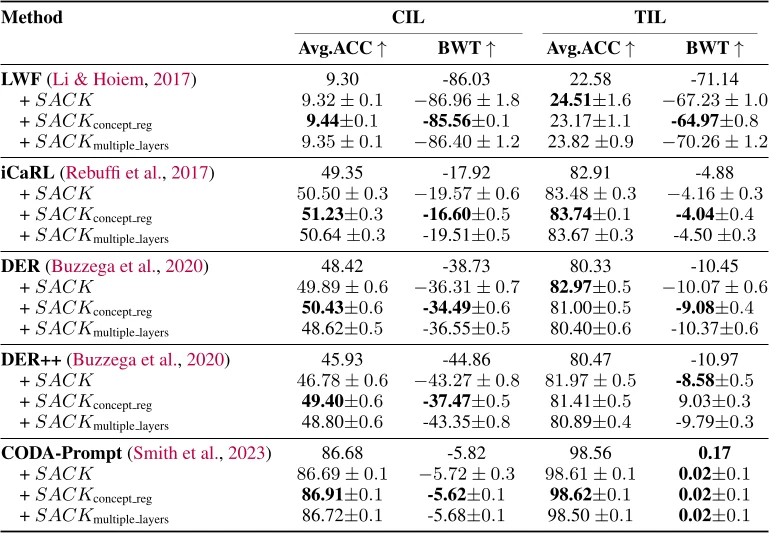 Method CIL TIL
Avg.ACC ↑ BWT ↑ Avg.ACC ↑ BWT ↑
LWF (Li & Hoiem, 2017) 9.30 -86.03 22.58 -71.14
+ SACK 9.32 ± 0.1 −86.96 ± 1.8 24.51±1.6 −67.23 ± 1.0
+ SACKconcept_reg 9.44±0.1 -85.56±0.1 23.17±1.1 -64.97±0.8
+ SACKmultiple_layers 9.35 ± 0.1 −86.40 ± 1.2 23.82 ±0.9 −70.26 ± 1.2
iCaRL (Rebuffi et al., 2017) 49.35 -17.92 82.91 -4.88
+ SACK 50.50 ± 0.3 −19.57 ± 0.6 83.48 ± 0.3 −4.16 ± 0.3
+ SACKconcept_reg 51.23±0.3 -16.60±0.5 83.74±0.1 -4.04±0.4
+ SACKmultiple_layers 50.64 ±0.3 -19.51±0.5 83.67 ± 0.3 -4.50 ±0.3
DER (Buzzega et al., 2020) 48.42 -38.73 80.33 -10.45
+ SACK 49.89 ± 0.6 −36.31 ± 0.7 82.97±0.5 −10.07 ± 0.6
+ SACKconcept_reg 50.43±0.6 -34.49±0.6 81.00±0.5 -9.08±0.4
+ SACKmultiple_layers 48.62±0.5 -36.55±0.5 80.40±0.6 -10.37±0.6
DER++ (Buzzega et al., 2020) 45.93 -44.86 80.47 -10.97
+ SACK 46.78 ± 0.6 −43.27 ± 0.8 81.97 ± 0.5 -8.58±0.5
+ SACKconcept_reg 49.40±0.6 -37.47±0.5 81.41±0.5 9.03±0.3
+ SACKmultiple_layers 48.80±0.6 -43.35±0.8 80.89±0.4 -9.79±0.3
CODA-Prompt (Smith et al., 2023) 86.68 -5.82 98.56 0.17
+ SACK 86.69 ± 0.1 −5.72 ± 0.3 98.61 ± 0.1 0.02±0.1
+ SACKconcept_reg 86.91±0.1 -5.62±0.1 98.62±0.1 0.02±0.1
+ SACKmultiple_layers 86.72±0.1 -5.68±0.1 98.50 ±0.1 0.02±0.1